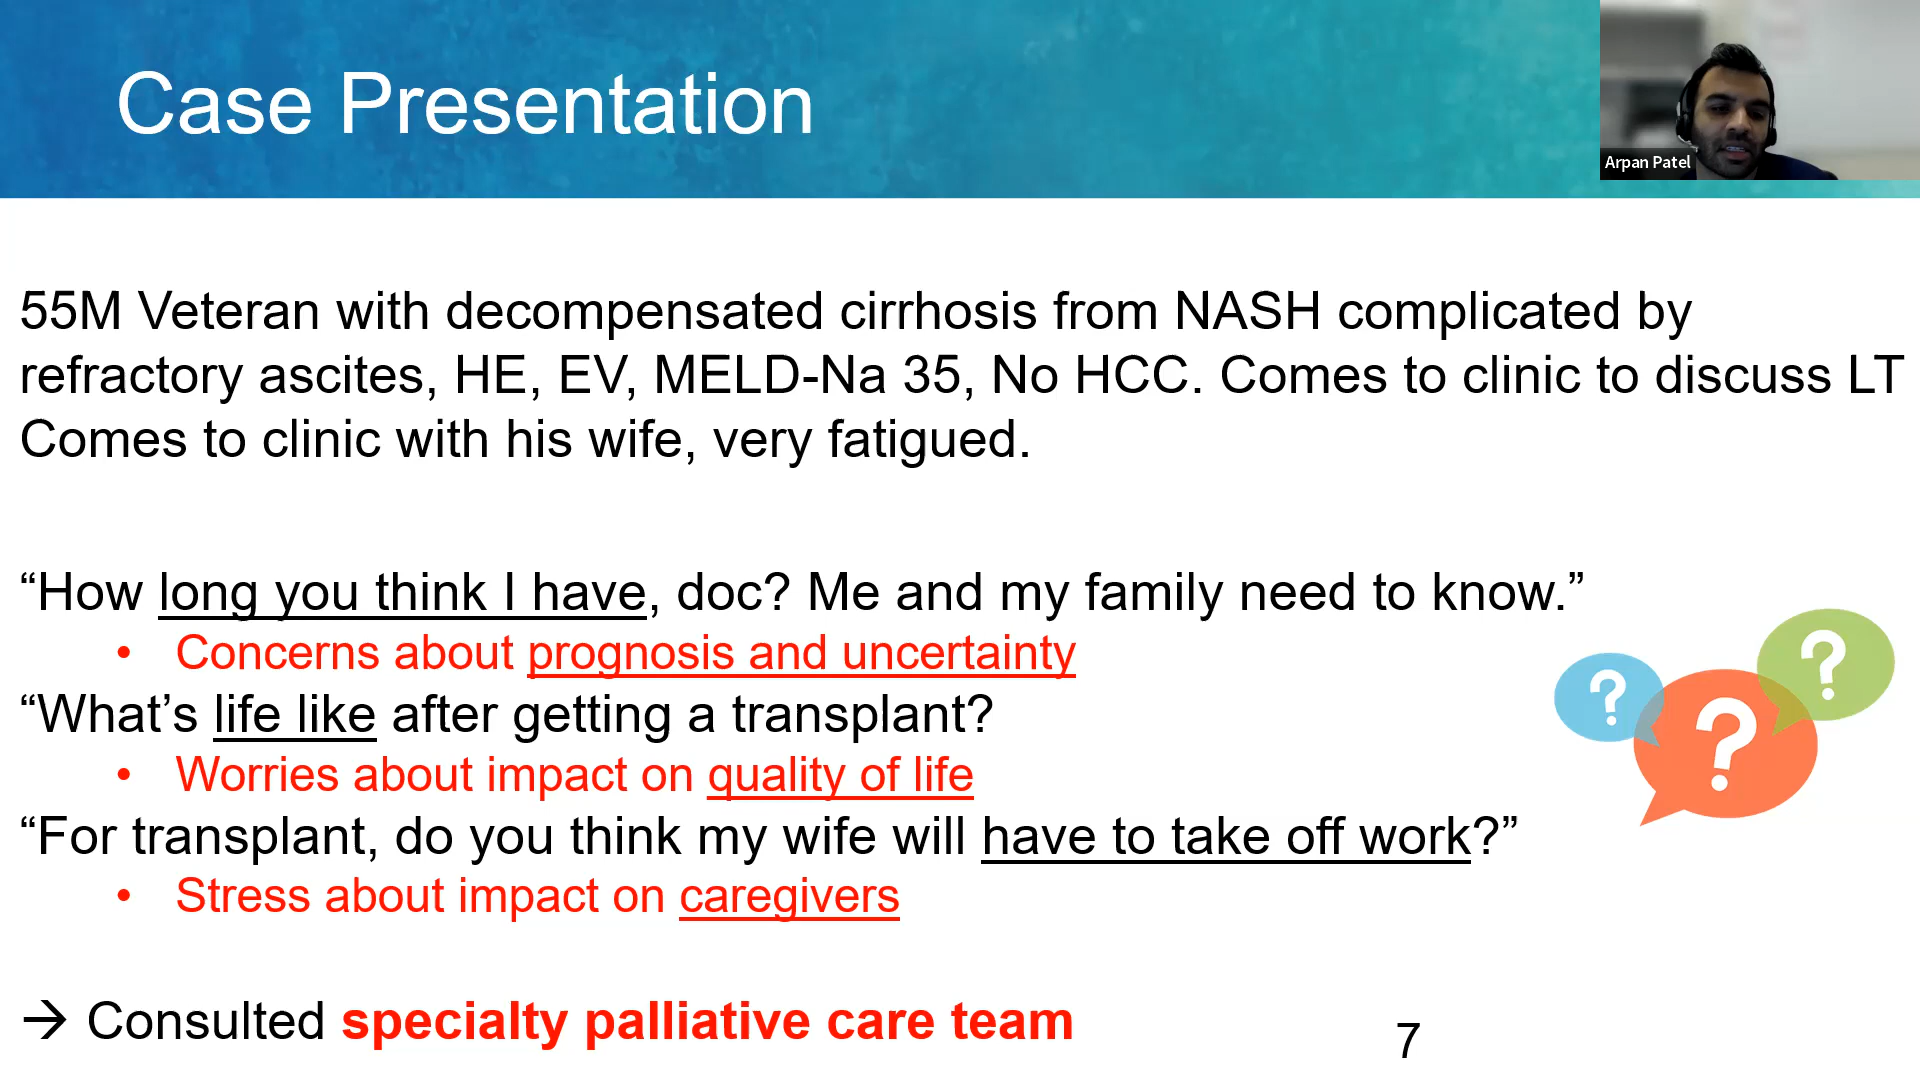 Case Presentation
Arpan Patel
55M Veteran with decompensated cirrhosis from NASH complicated by
refractory ascites, HE, EV, MELD-Na 35, No HCC. Comes to clinic to discuss LT
Comes to clinic with his wife, very fatigued.
“How long you think I have, doc? Me and my family need to know.”
• Concerns about prognosis and uncertainty
“What’s life like after getting a transplant?
• Worries about impact on quality of life
“For transplant, do you think my wife will have to take off work?”
• Stress about impact on caregivers
? ? ?
→ Consulted specialty palliative care team
7